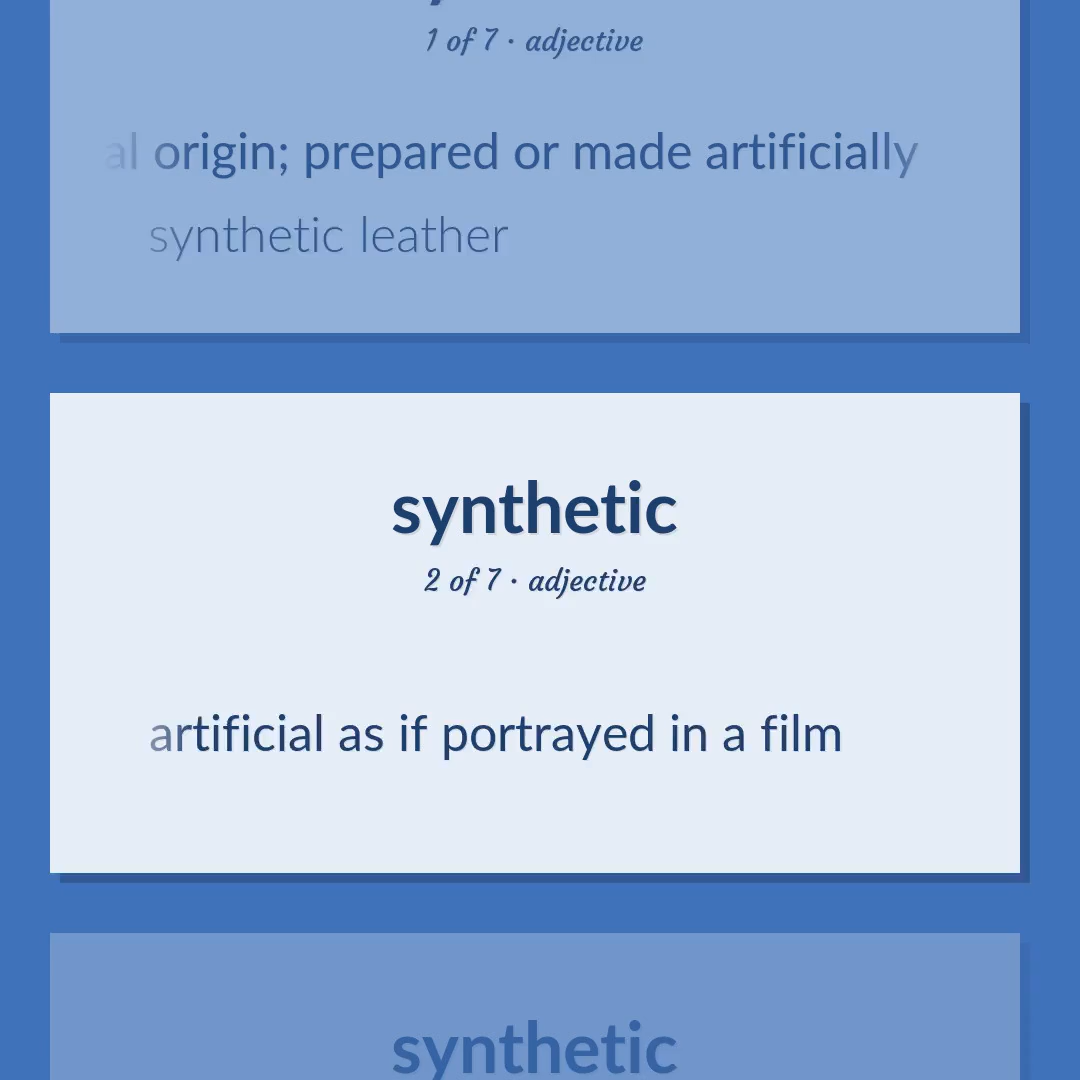 1 of 7 · adjective
al origin; prepared or made artificially
synthetic leather
synthetic
2 of 7 · adjective
artificial as if portrayed in a film
synthetic